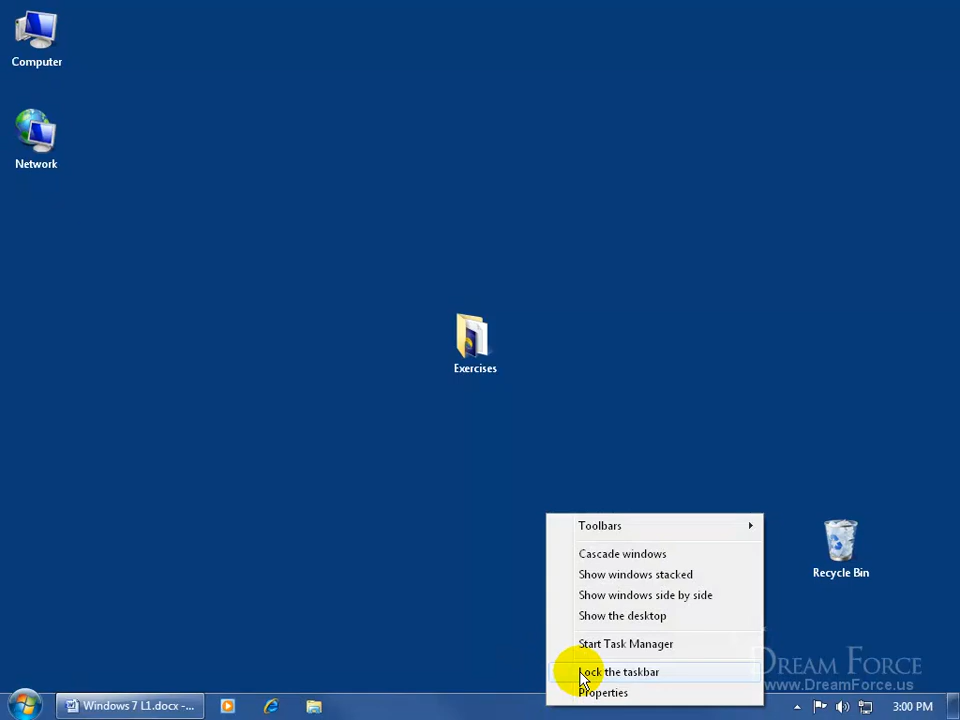 Computer
Network
Exercises
Toolbars
Cascade windows
Show windows stacked
Show windows side by side
Show the desktop
Start Task Manager
Lock the taskbar
Properties
Recycle Bin
DREAM FORCE
www.DreamForce.us
Windows 7 L1.docx -...
3:00 PM